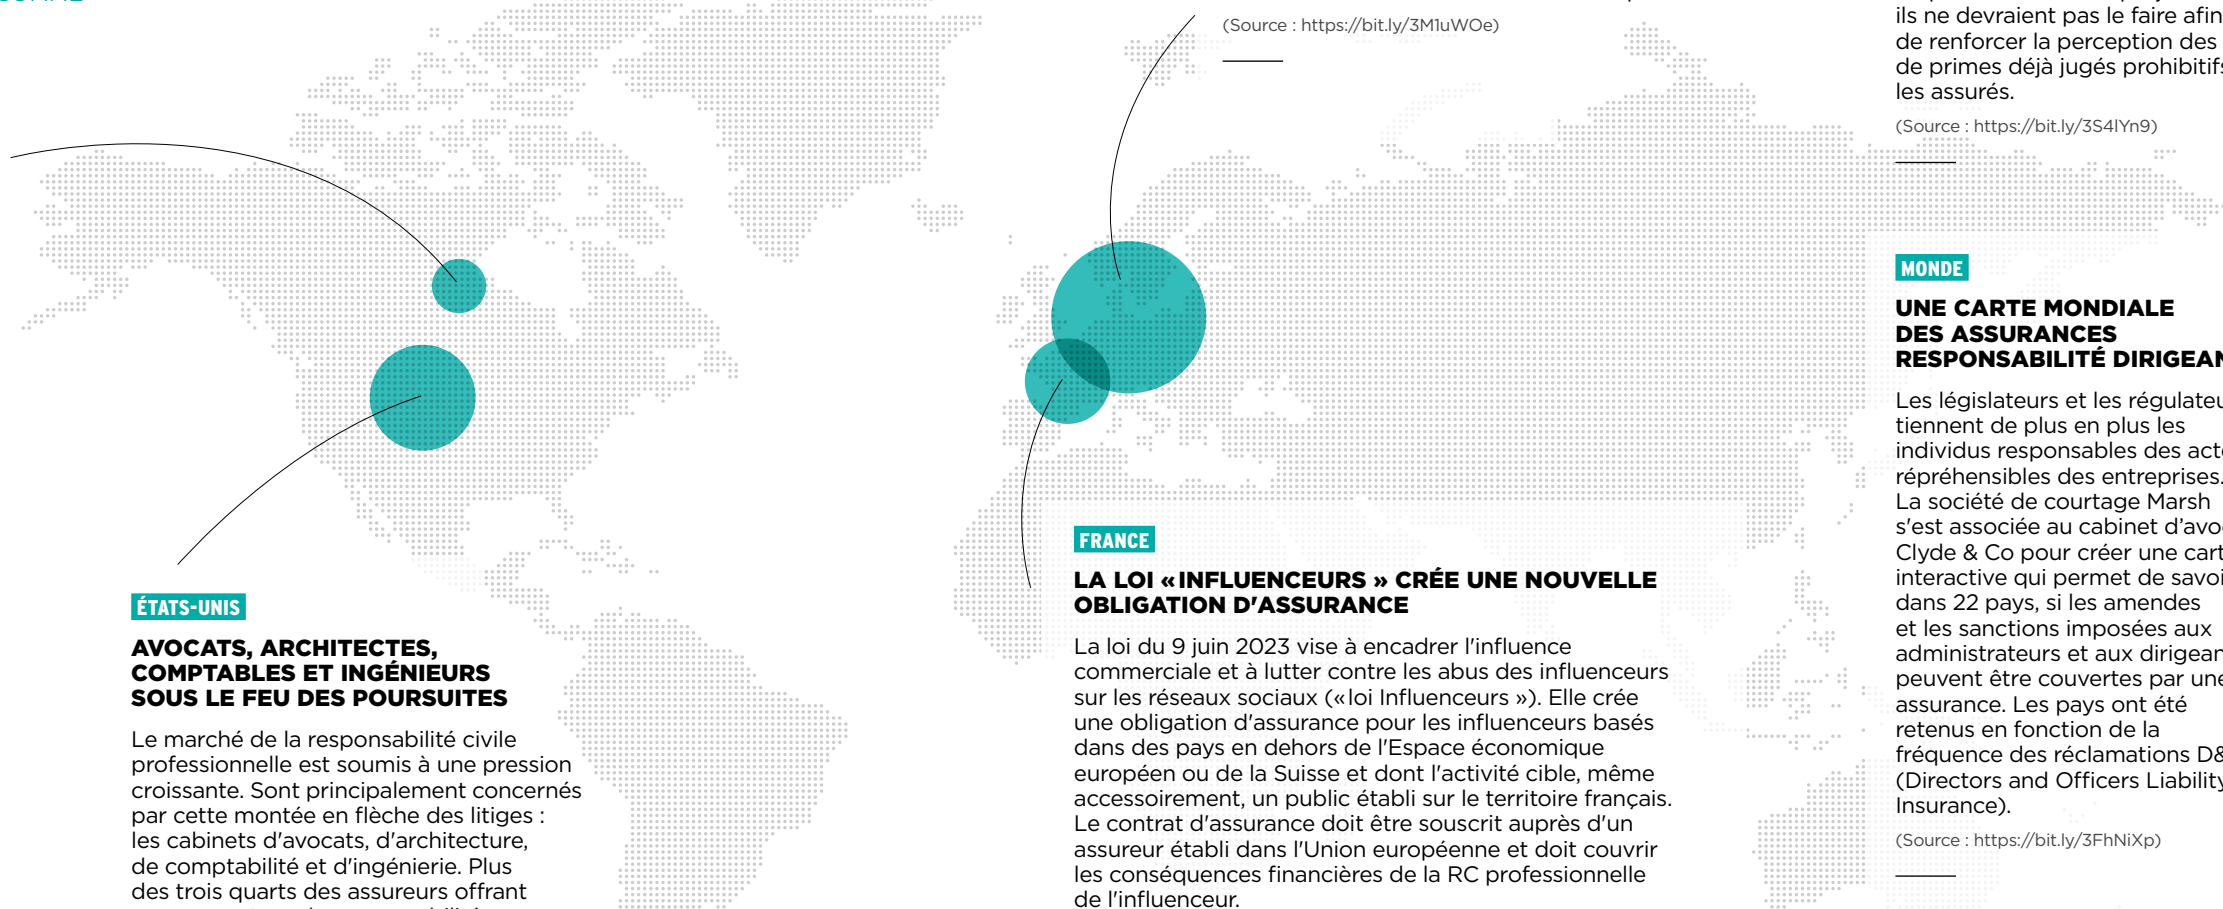 (Source : https://bit.ly/3M1uWOe)
ils ne devraient pas le faire afin
de renforcer la perception des
de primes déjà jugés prohibitifs
les assurés.
(Source : https://bit.ly/3S4lYn9)
MONDE
UNE CARTE MONDIALE
DES ASSURANCES
RESPONSABILITÉ
Les législateurs et les
tiennent de plus en plus les
individus responsables des
répréhensibles des entreprises.
La société de courtage Marsh
s'est associée au cabinet
Clyde & Co pour créer une
interactive qui permet de
dans 22 pays, si les amendes
et les sanctions imposées aux
administrateurs et aux
peuvent être couvertes par une
assurance. Les pays ont été
retenus en fonction de la
fréquence des réclamations
(Directors and Officers Liability
Insurance).
(Source : https://bit.ly/3FhNiXp)
FRANCE
LA LOI «INFLUENCEURS » CRÉE UNE NOUVELLE
OBLIGATION D'ASSURANCE
La loi du 9 juin 2023 vise à encadrer l'influence
commerciale et à lutter contre les abus des influenceurs
sur les réseaux sociaux («loi Influenceurs »). Elle crée
une obligation d'assurance pour les influenceurs basés
dans des pays en dehors de l'Espace économique
européen ou de la Suisse et dont l'activité cible, même
accessoirement, un public établi sur le territoire français.
Le contrat d'assurance doit être souscrit auprès d'un
assureur établi dans l'Union européenne et doit couvrir
les conséquences financières de la RC professionnelle
de l'influenceur.
ÉTATS-UNIS
AVOCATS, ARCHITECTES,
COMPTABLES ET INGÉNIEURS
SOUS LE FEU DES POURSUITES
Le marché de la responsabilité civile
professionnelle est soumis à une pression
croissante. Sont principalement concernés
par cette montée en flèche des litiges :
les cabinets d'avocats, d'architecture,
de comptabilité et d'ingénierie. Plus
des trois quarts des assureurs offrant